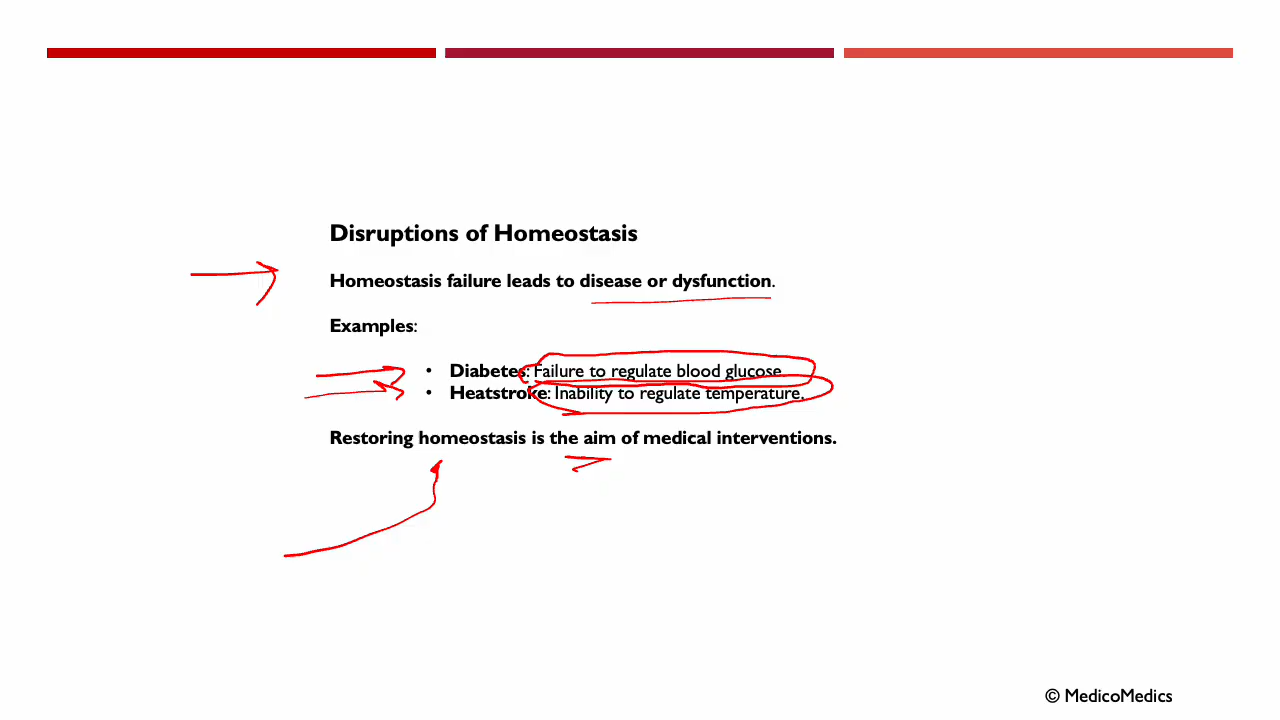 Disruptions of Homeostasis
Homeostasis failure leads to disease or dysfunction.
Examples:
• Diabetes: Failure to regulate blood glucose.
• Heatstroke: Inability to regulate temperature.
Restoring homeostasis is the aim of medical interventions.
© MedicoMedics